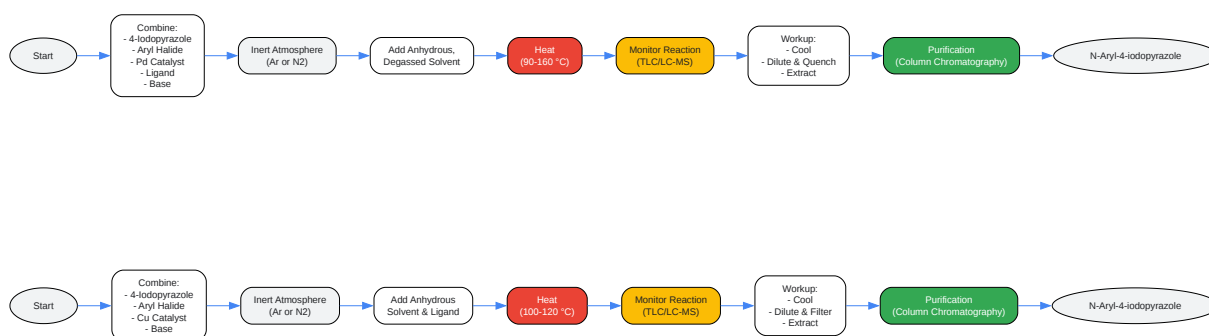 Start
Combine:
- 4-Iodopyrazole
- Aryl Halide
- Pd Catalyst
- Ligand
- Base
Inert Atmosphere
(Ar or N2)
Add Anhydrous,
Degassed Solvent
Heat
(90-160 °C)
Monitor Reaction
(TLC/LC-MS)
Workup:
- Cool
- Dilute & Quench
- Extract
Purification
(Column Chromatography)
N-Aryl-4-iodopyrazole
Start
Combine:
- 4-Iodopyrazole
- Aryl Halide
- Cu Catalyst
- Base
Inert Atmosphere
(Ar or N2)
Add Anhydrous
Solvent & Ligand
Heat
(100-120 °C)
Monitor Reaction
(TLC/LC-MS)
Workup:
- Cool
- Dilute & Filter
- Extract
Purification
(Column Chromatography)
N-Aryl-4-iodopyrazole